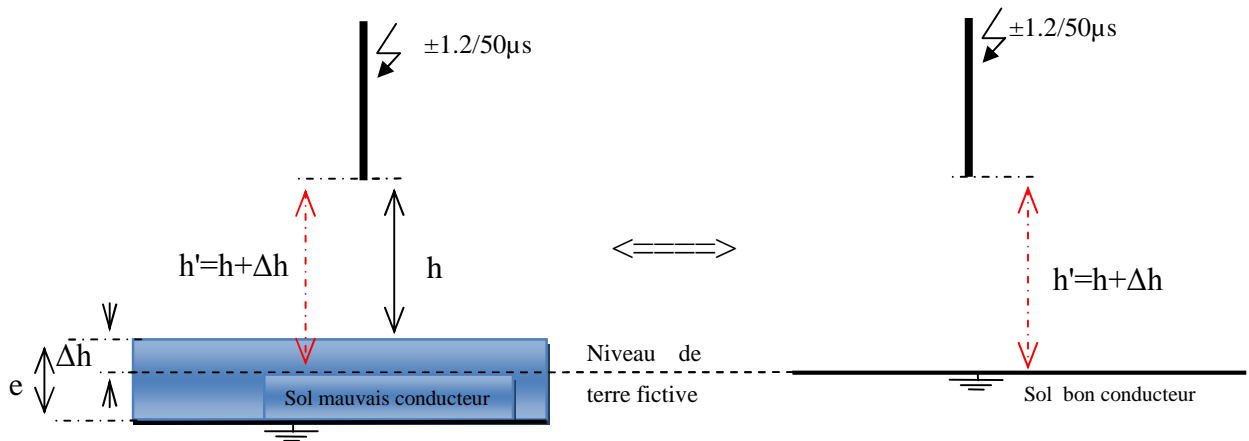 ±1.2/50µs
±1.2/50µs
h'=h+Δh
h
h'=h+Δh
Δh
e
Niveau de
terre fictive
Sol mauvais conducteur
Sol bon conducteur